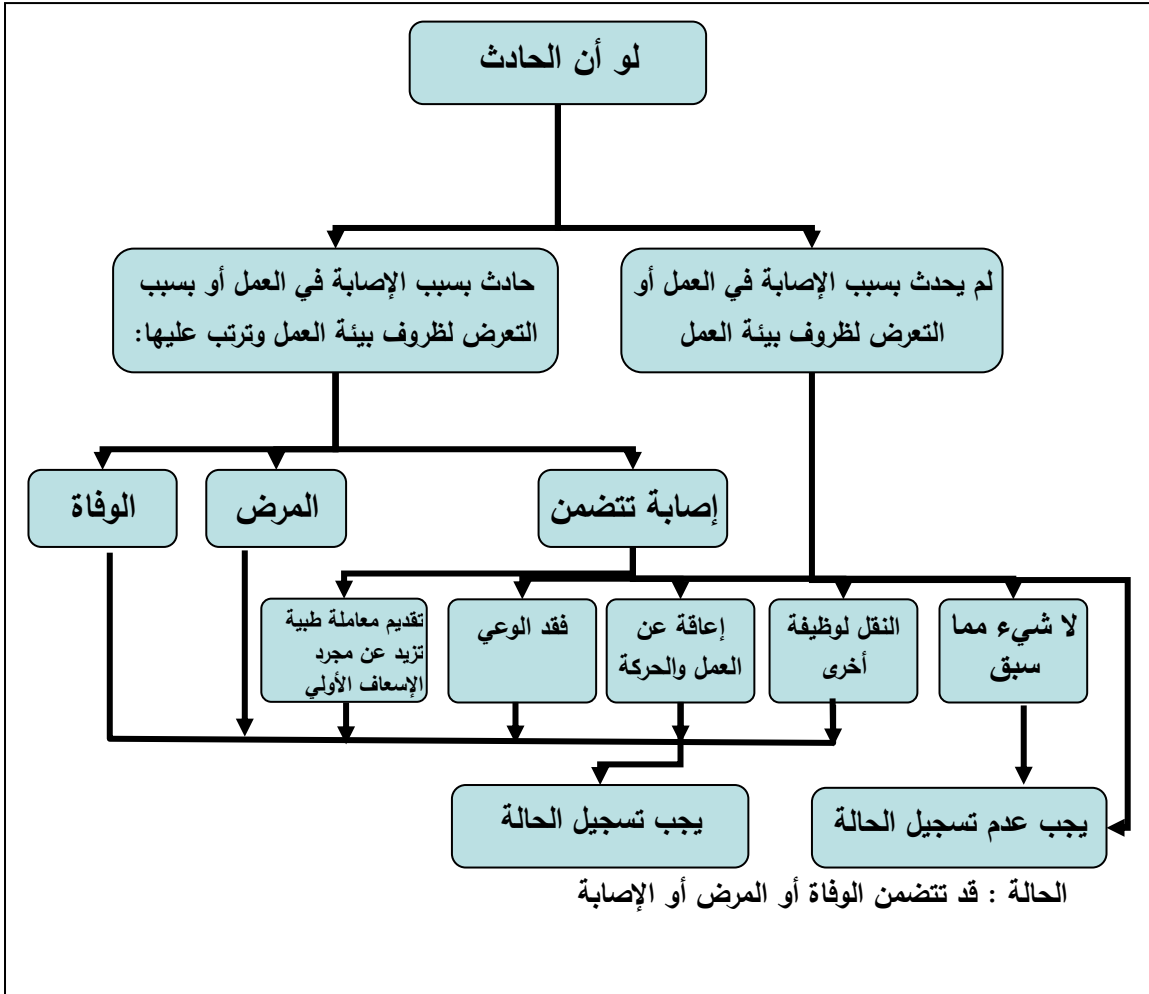 لو أن الحادث
لم يحدث بسبب الإصابة في العمل أو
التعرض لظروف بيئة العمل
حادث بسبب الإصابة في العمل أو بسبب
التعرض لظروف بيئة العمل وترتب عليها:
إصابة تتضمن
المرض
الوفاة
لا شيء مما
سبق
النقل لوظيفة
أخرى
إعاقة عن
العمل والحركة
فقد الوعي
تقديم معاملة طبية
تزيد عن مجرد
الإسعاف الأولي
يجب عدم تسجيل الحالة
يجب تسجيل الحالة
الحالة : قد تتضمن الوفاة أو المرض أو الإصابة